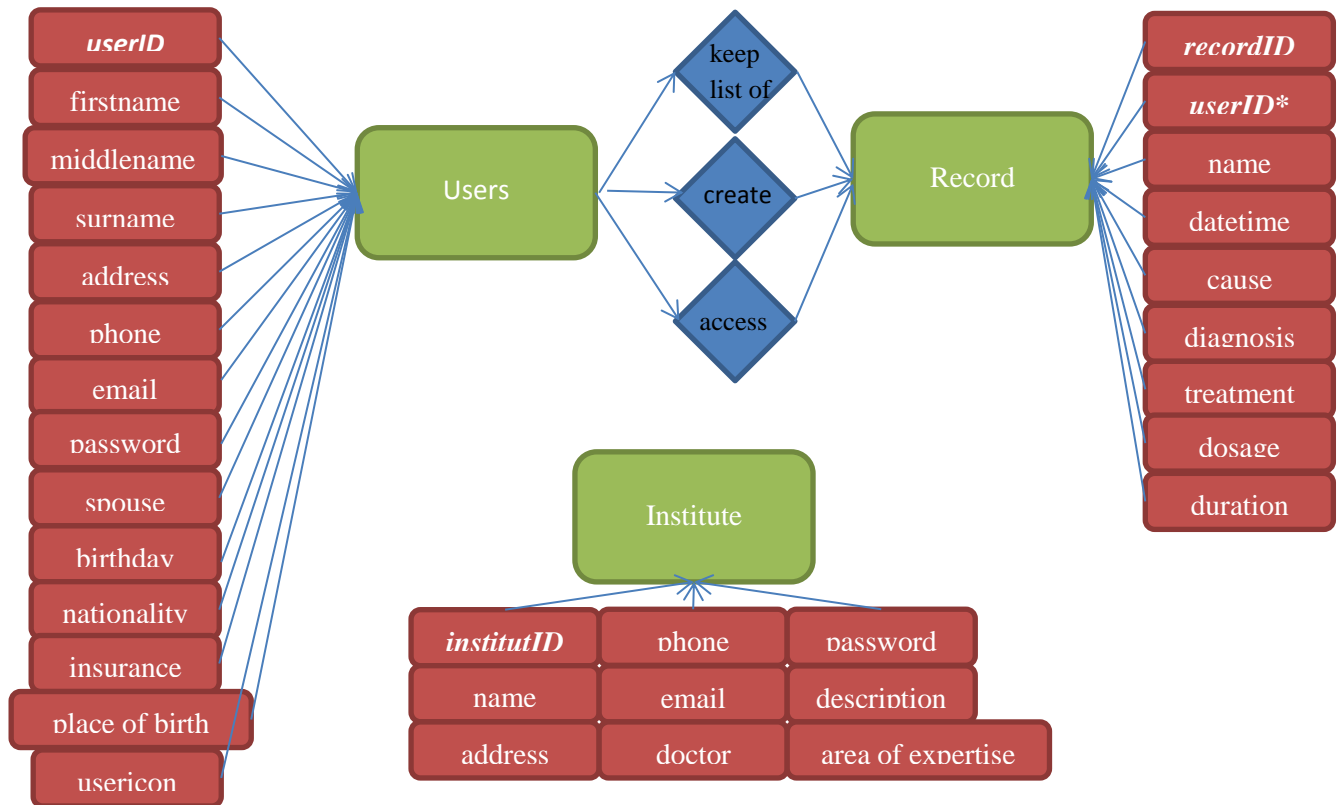 userID
firstname
middlename
surname
address
phone
email
password
spouse
birthday
nationality
insurance
place of birth
usericon
Users
keep
list of
create
access
Record
recordID
userID*
name
datetime
cause
diagnosis
treatment
dosage
duration
Institute
institutID
phone
password
name
email
description
address
doctor
area of expertise